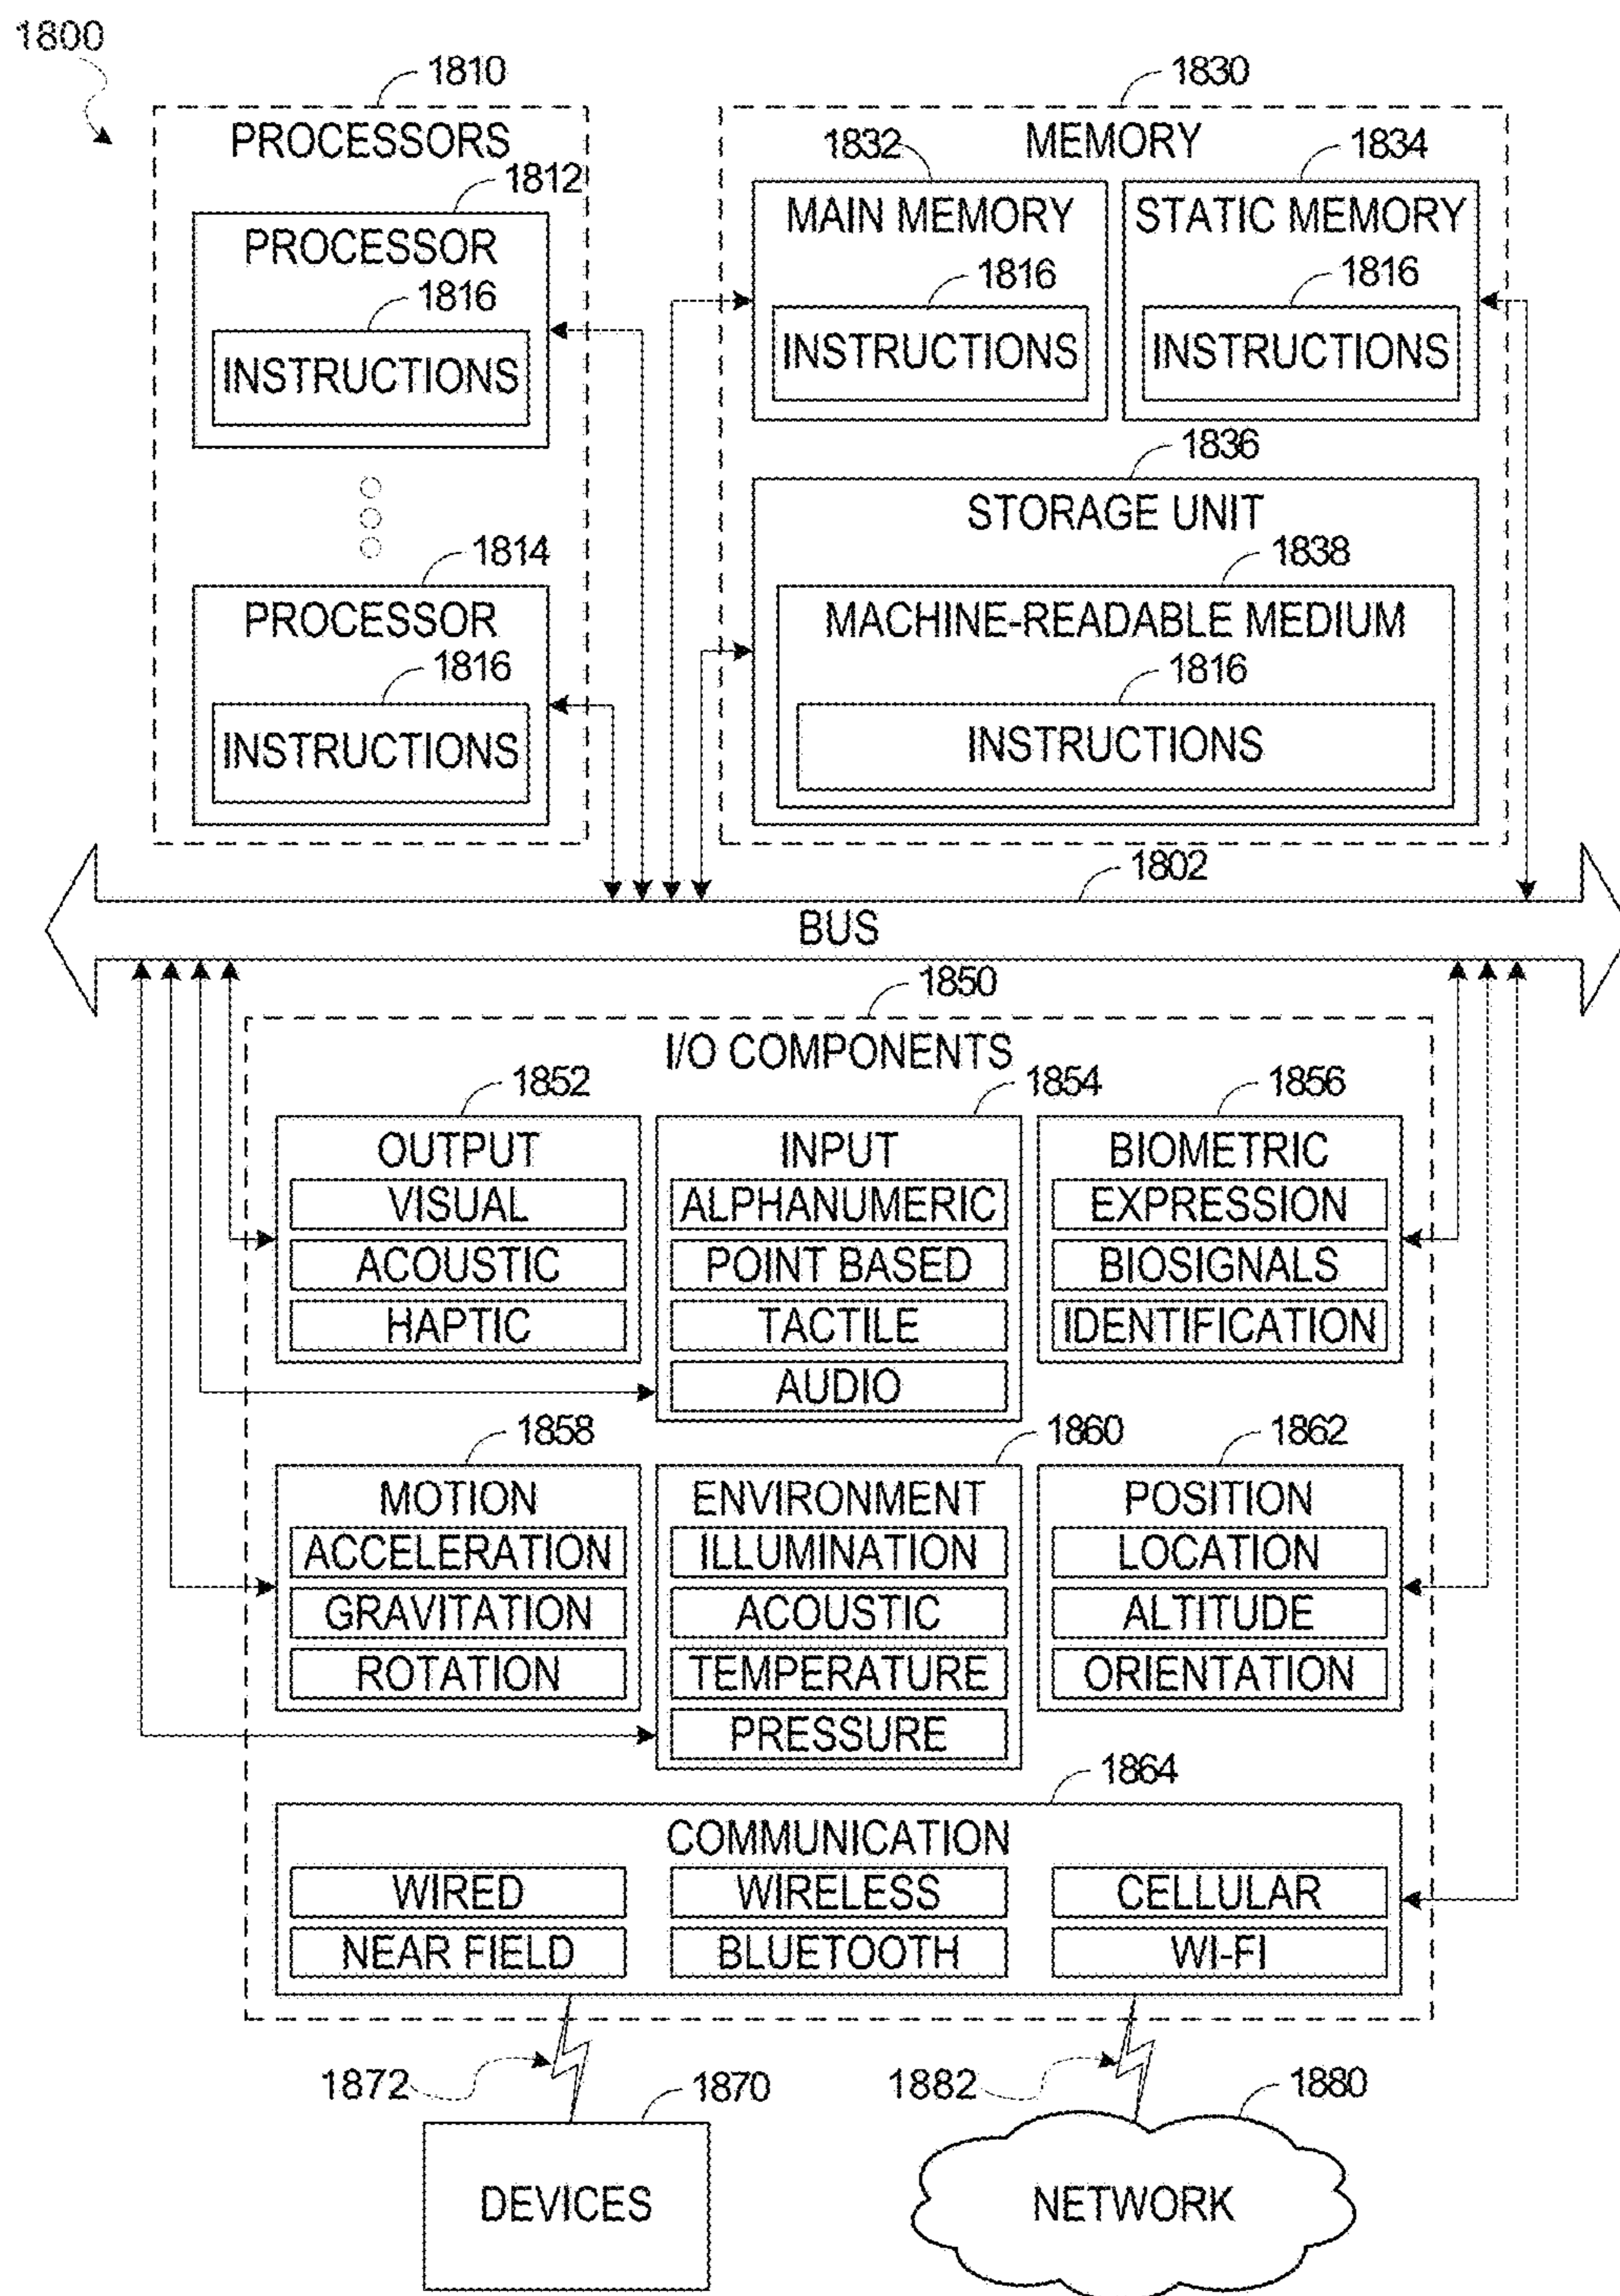 1800
1810
PROCESSORS
1812
PROCESSOR
1816
INSTRUCTIONS
1814
PROCESSOR
1816
INSTRUCTIONS
1830
MEMORY
1832
MAIN MEMORY
1816
INSTRUCTIONS
1834
STATIC MEMORY
1816
INSTRUCTIONS
1836
STORAGE UNIT
1838
MACHINE-READABLE MEDIUM
1816
INSTRUCTIONS
1802
BUS
1850
I/O COMPONENTS
1852
OUTPUT
VISUAL
ACOUSTIC
HAPTIC
1854
INPUT
ALPHANUMERIC
POINT BASED
TACTILE
AUDIO
1856
BIOMETRIC
EXPRESSION
BIOSIGNALS
IDENTIFICATION
1858
MOTION
ACCELERATION
GRAVITATION
ROTATION
1860
ENVIRONMENT
ILLUMINATION
ACOUSTIC
TEMPERATURE
PRESSURE
1862
POSITION
LOCATION
ALTITUDE
ORIENTATION
1864
COMMUNICATION
WIRED
WIRELESS
CELLULAR
NEAR FIELD
BLUETOOTH
WI-FI
1872
1870
DEVICES
1882
1880
NETWORK